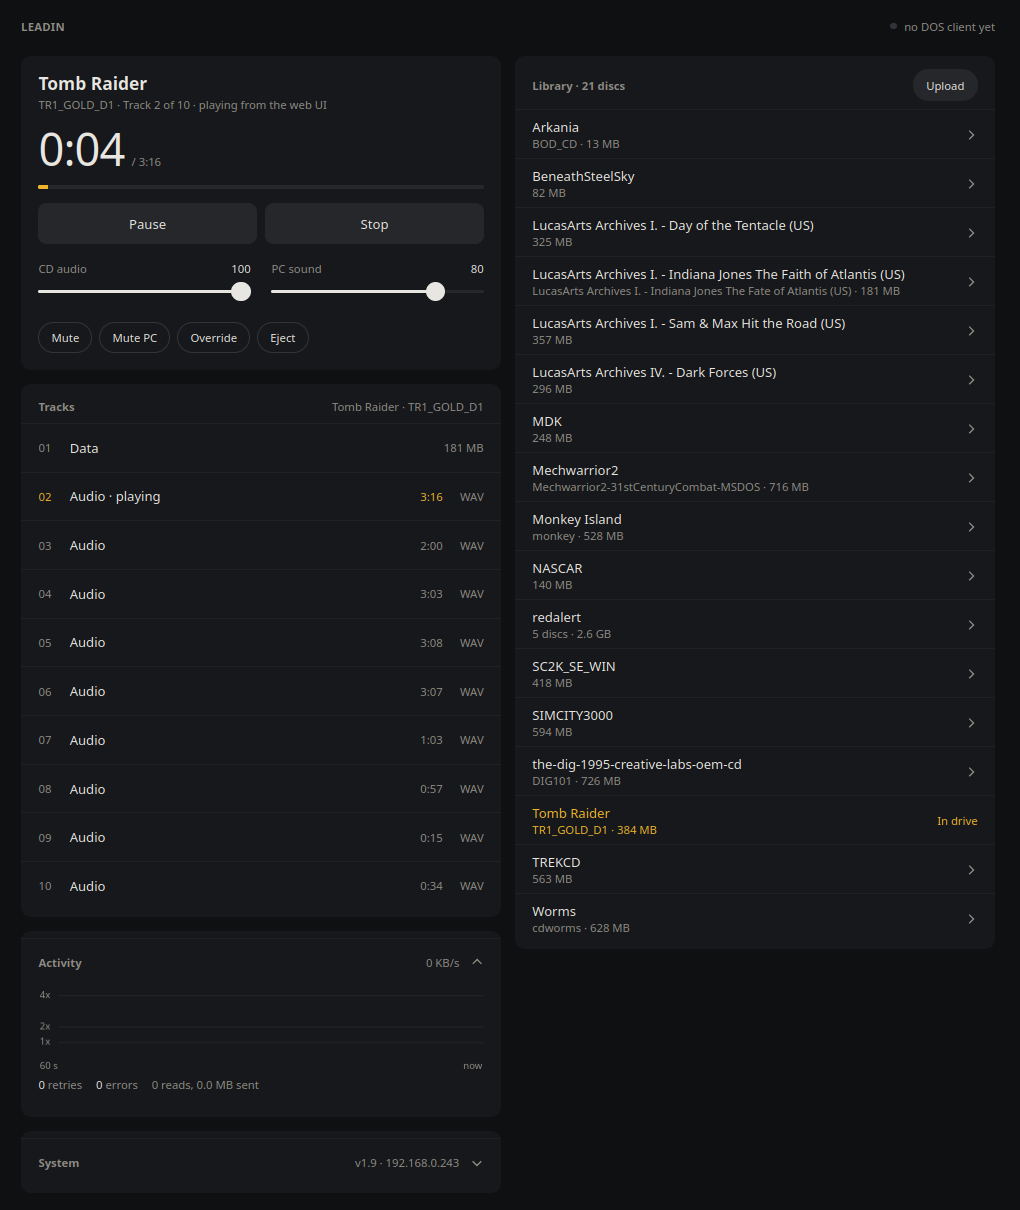 LEADIN
no DOS client yet
Tomb Raider
TR1_GOLD_D1 · Track 2 of 10 · playing from the web UI
0:04 / 3:16
Pause
Stop
CD audio 100
PC sound 80
Mute
Mute PC
Override
Eject
Tracks
Tomb Raider · TR1_GOLD_D1
01 Data 181 MB
02 Audio · playing 3:16 WAV
03 Audio 2:00 WAV
04 Audio 3:03 WAV
05 Audio 3:08 WAV
06 Audio 3:07 WAV
07 Audio 1:03 WAV
08 Audio 0:57 WAV
09 Audio 0:15 WAV
10 Audio 0:34 WAV
Activity
0 KB/s
4x
2x
1x
60 s
now
0 retries 0 errors 0 reads, 0.0 MB sent
System
v1.9 · 192.168.0.243
Library · 21 discs
Upload
Arkania
BOD_CD · 13 MB
BeneathSteelSky
82 MB
LucasArts Archives I. - Day of the Tentacle (US)
325 MB
LucasArts Archives I. - Indiana Jones The Faith of Atlantis (US)
LucasArts Archives I. - Indiana Jones The Fate of Atlantis (US) · 181 MB
LucasArts Archives I. - Sam & Max Hit the Road (US)
357 MB
LucasArts Archives IV. - Dark Forces (US)
296 MB
MDK
248 MB
Mechwarrior2
Mechwarrior2-31stCenturyCombat-MSDOS · 716 MB
Monkey Island
monkey · 528 MB
NASCAR
140 MB
redalert
5 discs · 2.6 GB
SC2K_SE_WIN
418 MB
SIMCITY3000
594 MB
the-dig-1995-creative-labs-oem-cd
DIG101 · 726 MB
Tomb Raider
TR1_GOLD_D1 · 384 MB
In drive
TREKCD
563 MB
Worms
cdworms · 628 MB